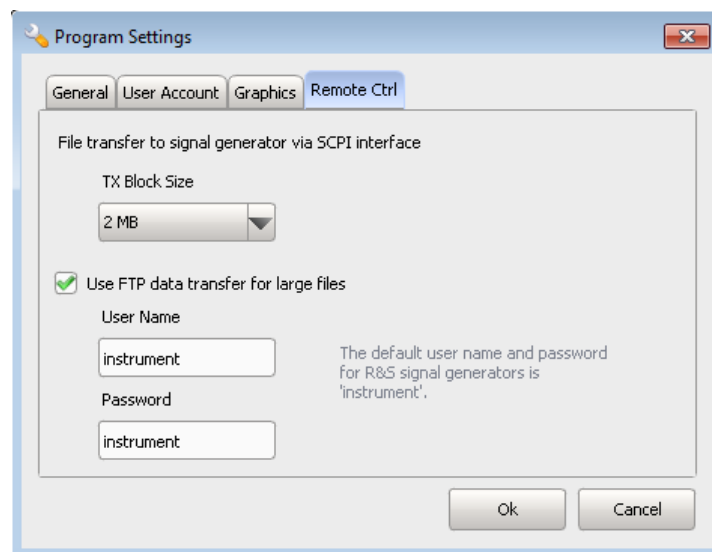 Program Settings
General User Account Graphics Remote Ctrl
File transfer to signal generator via SCPI interface
TX Block Size
2 MB
Use FTP data transfer for large files
User Name
instrument
The default user name and password
for R&S signal generators is
'instrument'.
Password
instrument
Ok Cancel